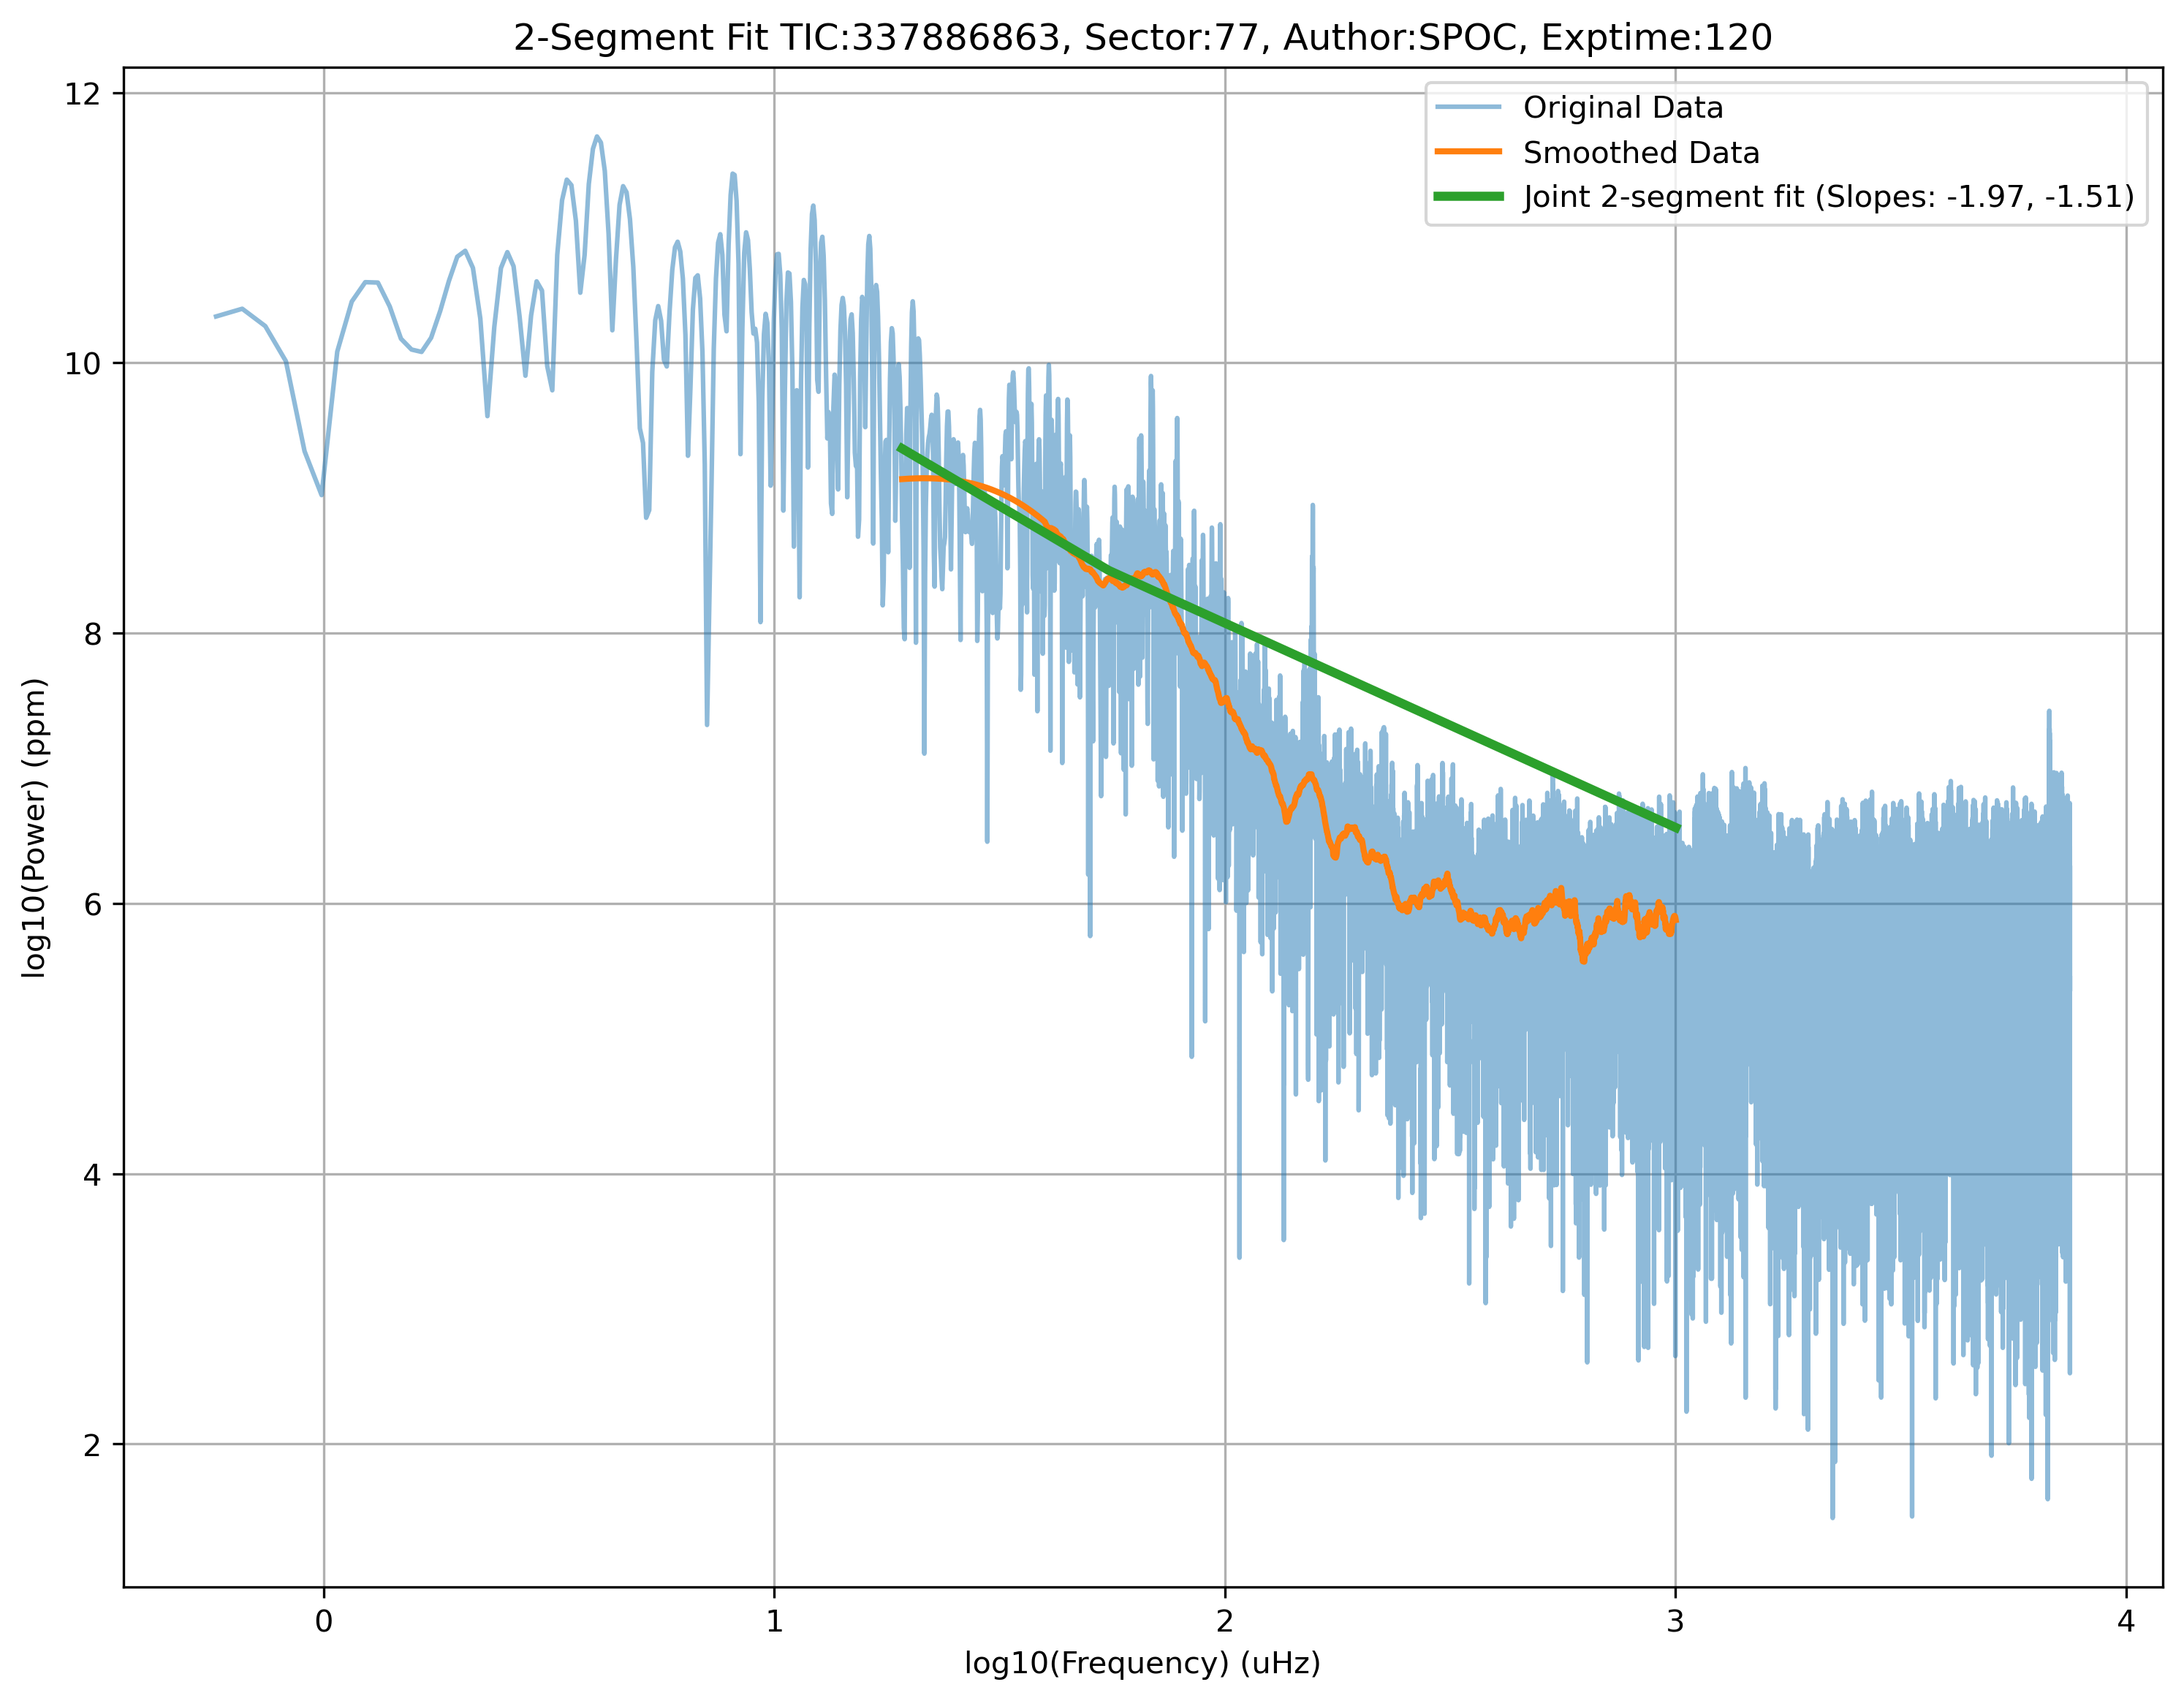 2-Segment Fit TIC:337886863, Sector:77, Author:SPOC, Exptime:120
Original Data
Smoothed Data
Joint 2-segment fit (Slopes: -1.97, -1.51)
12
10
8
6
4
2
log10(Power) (ppm)
0
1
2
3
4
log10(Frequency) (uHz)